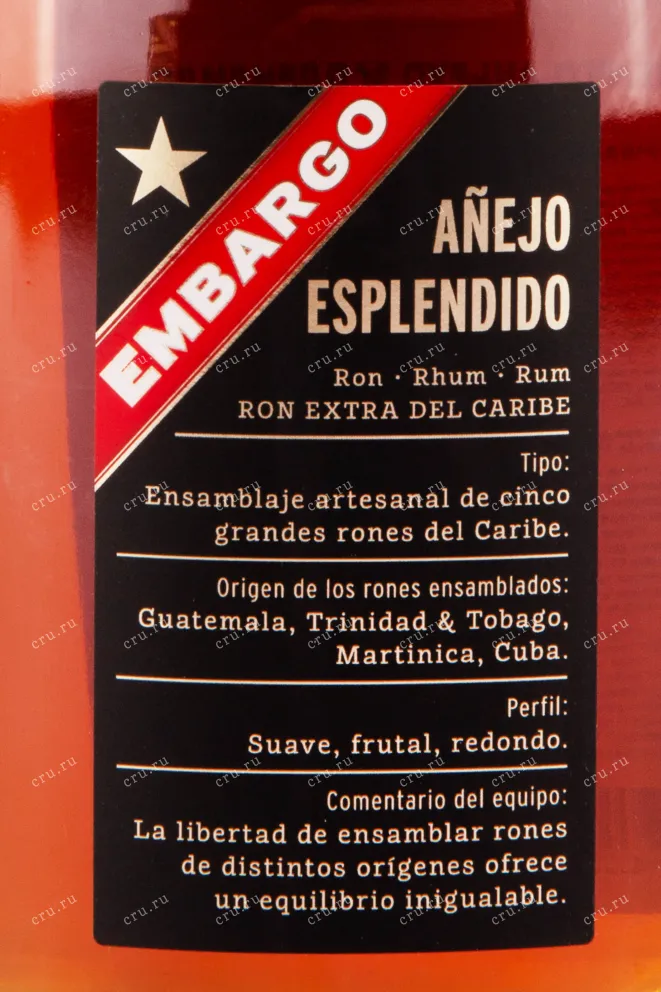 EMBARGO
AÑEJO
ESPLENDIDO
Ron · Rhum · Rum
RON EXTRA DEL CARIBE
Tipo:
Ensamblaje artesanal de cinco
grandes rones del Caribe.
Origen de los rones ensamblados:
Guatemala, Trinidad & Tobago,
Martinica, Cuba.
Perfil:
Suave, frutal, redondo.
Comentario del equipo:
La libertad de ensamblar rones
de distintos orígenes ofrece
un equilibrio inigualable.
cru.ru